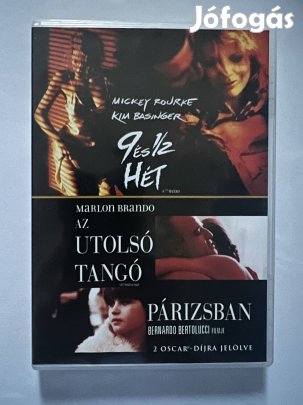 Jófogás
MICKEY ROURKE
KIM BASINGER
9 ÉS 1/2
HÉT
MARLON BRANDO
AZ
UTOLSÓ
TANGÓ
PÁRIZSBAN
BERNARDO BERTOLUCCI FILMJE
2 OSCAR®-DÍJRA JELÖLVE